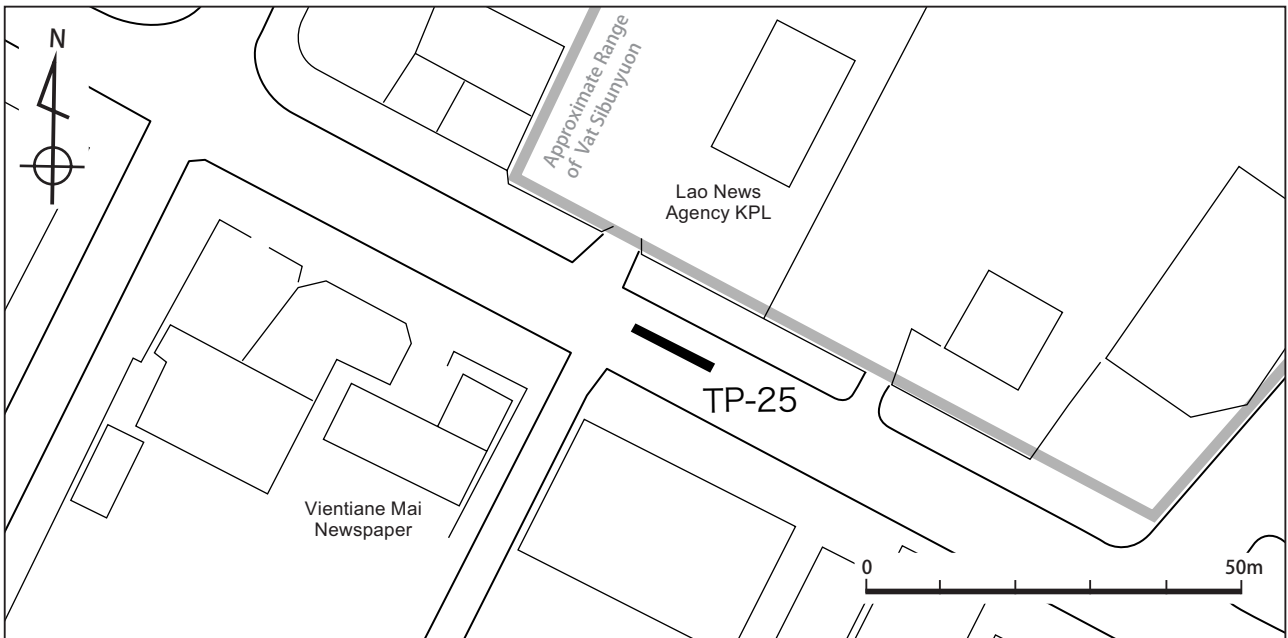 N
Approximate Range
of Vat Sibunyuon
Lao News
Agency KPL
TP-25
Vientiane Mai
Newspaper
0
50m